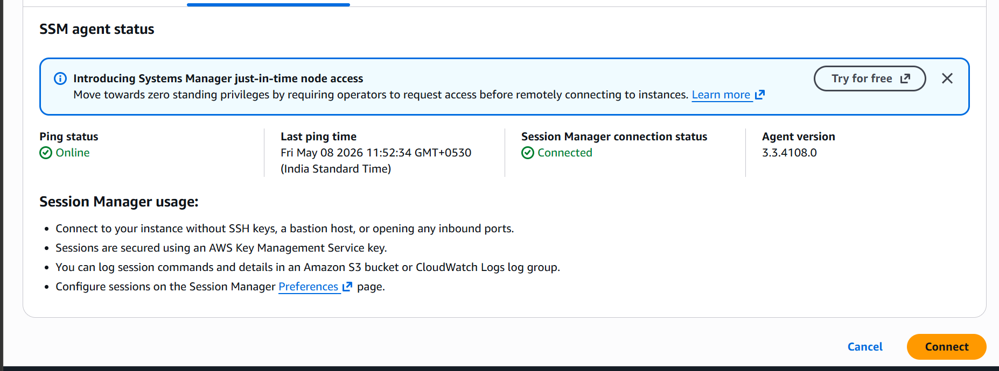 SSM agent status
Introducing Systems Manager just-in-time node access
Move towards zero standing privileges by requiring operators to request access before remotely connecting to instances. Learn more
Try for free
Ping status
Online
Last ping time
Fri May 08 2026 11:52:34 GMT+0530
(India Standard Time)
Session Manager connection status
Connected
Agent version
3.3.4108.0
Session Manager usage:
Connect to your instance without SSH keys, a bastion host, or opening any inbound ports.
Sessions are secured using an AWS Key Management Service key.
You can log session commands and details in an Amazon S3 bucket or CloudWatch Logs log group.
Configure sessions on the Session Manager Preferences page.
Cancel
Connect